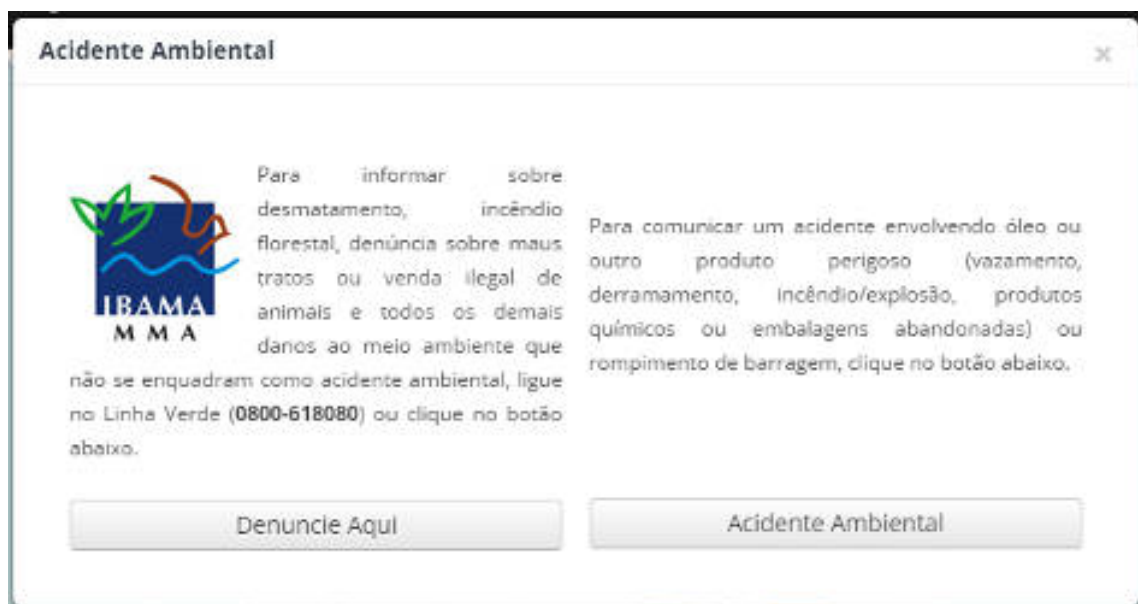 Acidente Ambiental
×
IBAMA
M M A
Para informar sobre
desmatamento, incêndio
florestal, denúncia sobre maus
tratos ou venda ilegal de
animais e todos os demais
danos ao meio ambiente que
não se enquadram como acidente ambiental, ligue
no Linha Verde (0800-618080) ou clique no botão
abaixo.
Denuncie Aqui
Para comunicar um acidente envolvendo óleo ou
outro produto perigoso (vazamento,
derramamento, incêndio/explosão, produtos
químicos ou embalagens abandonadas) ou
rompimento de barragem, clique no botão abaixo.
Acidente Ambiental